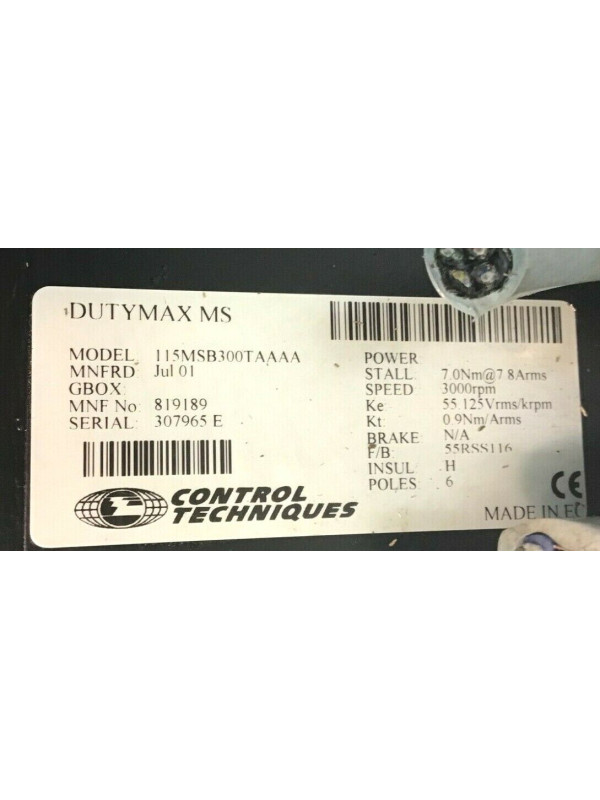 DUTYMAX MS
MODEL 115MSB300TAAAA
MNFRD Jul 01
GBOX
MNF No: 819189
SERIAL: 307965 E
CONTROL
TECHNIQUES
POWER
STALL 7.0Nm@7.8Arms
SPEED 3000rpm
Ke: 55.125Vrms/krpm
Kt: 0.9Nm/Arms
BRAKE: N/A
F/B: 55RSS116
INSUL H
POLES 6
CE
MADE IN EC